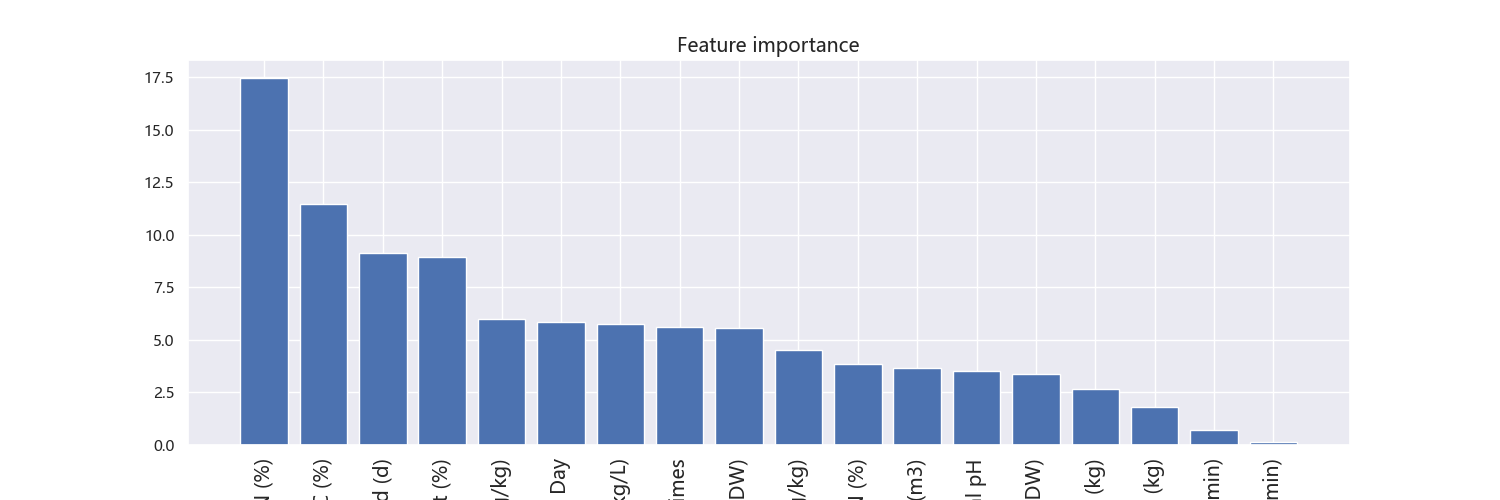 Feature importance
17.5
15.0
12.5
10.0
7.5
5.0
2.5
0.0
(%)
(%)
(d)
(%)
/kg)
Day
kg/L)
DW)
/kg)
(%)
(m3)
pH
DW)
(kg)
(kg)
min)
min)